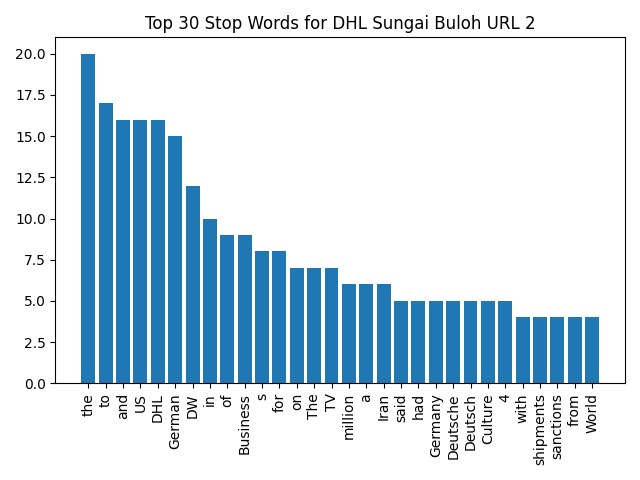 Top 30 Stop Words for DHL Sungai Buloh URL 2
20.0
17.5
15.0
12.5
10.0
7.5
5.0
2.5
0.0
the
to
and
US
DHL
German
DW
in
of
Business
s
for
on
The
TV
million
a
Iran
said
had
Germany
Deutsche
Deutsch
Culture
4
with
shipments
sanctions
from
World